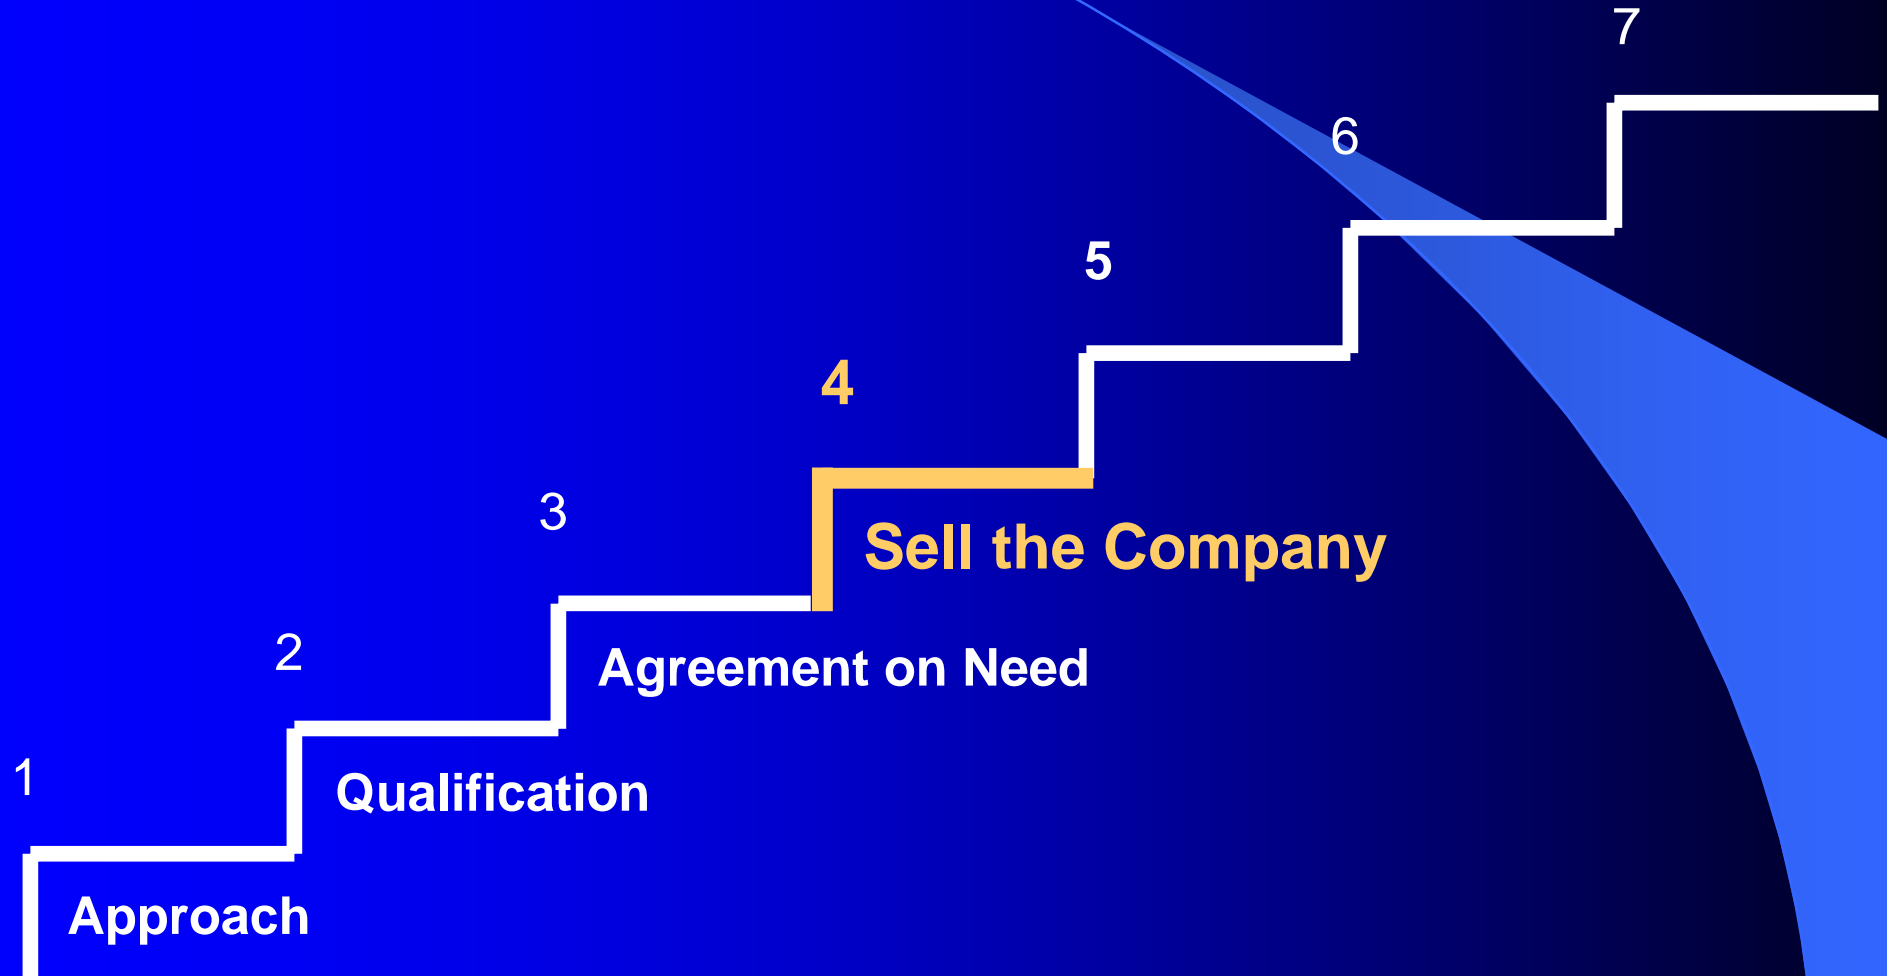 7
6
5
4
Sell the Company
3
Agreement on Need
2
Qualification
1
Approach